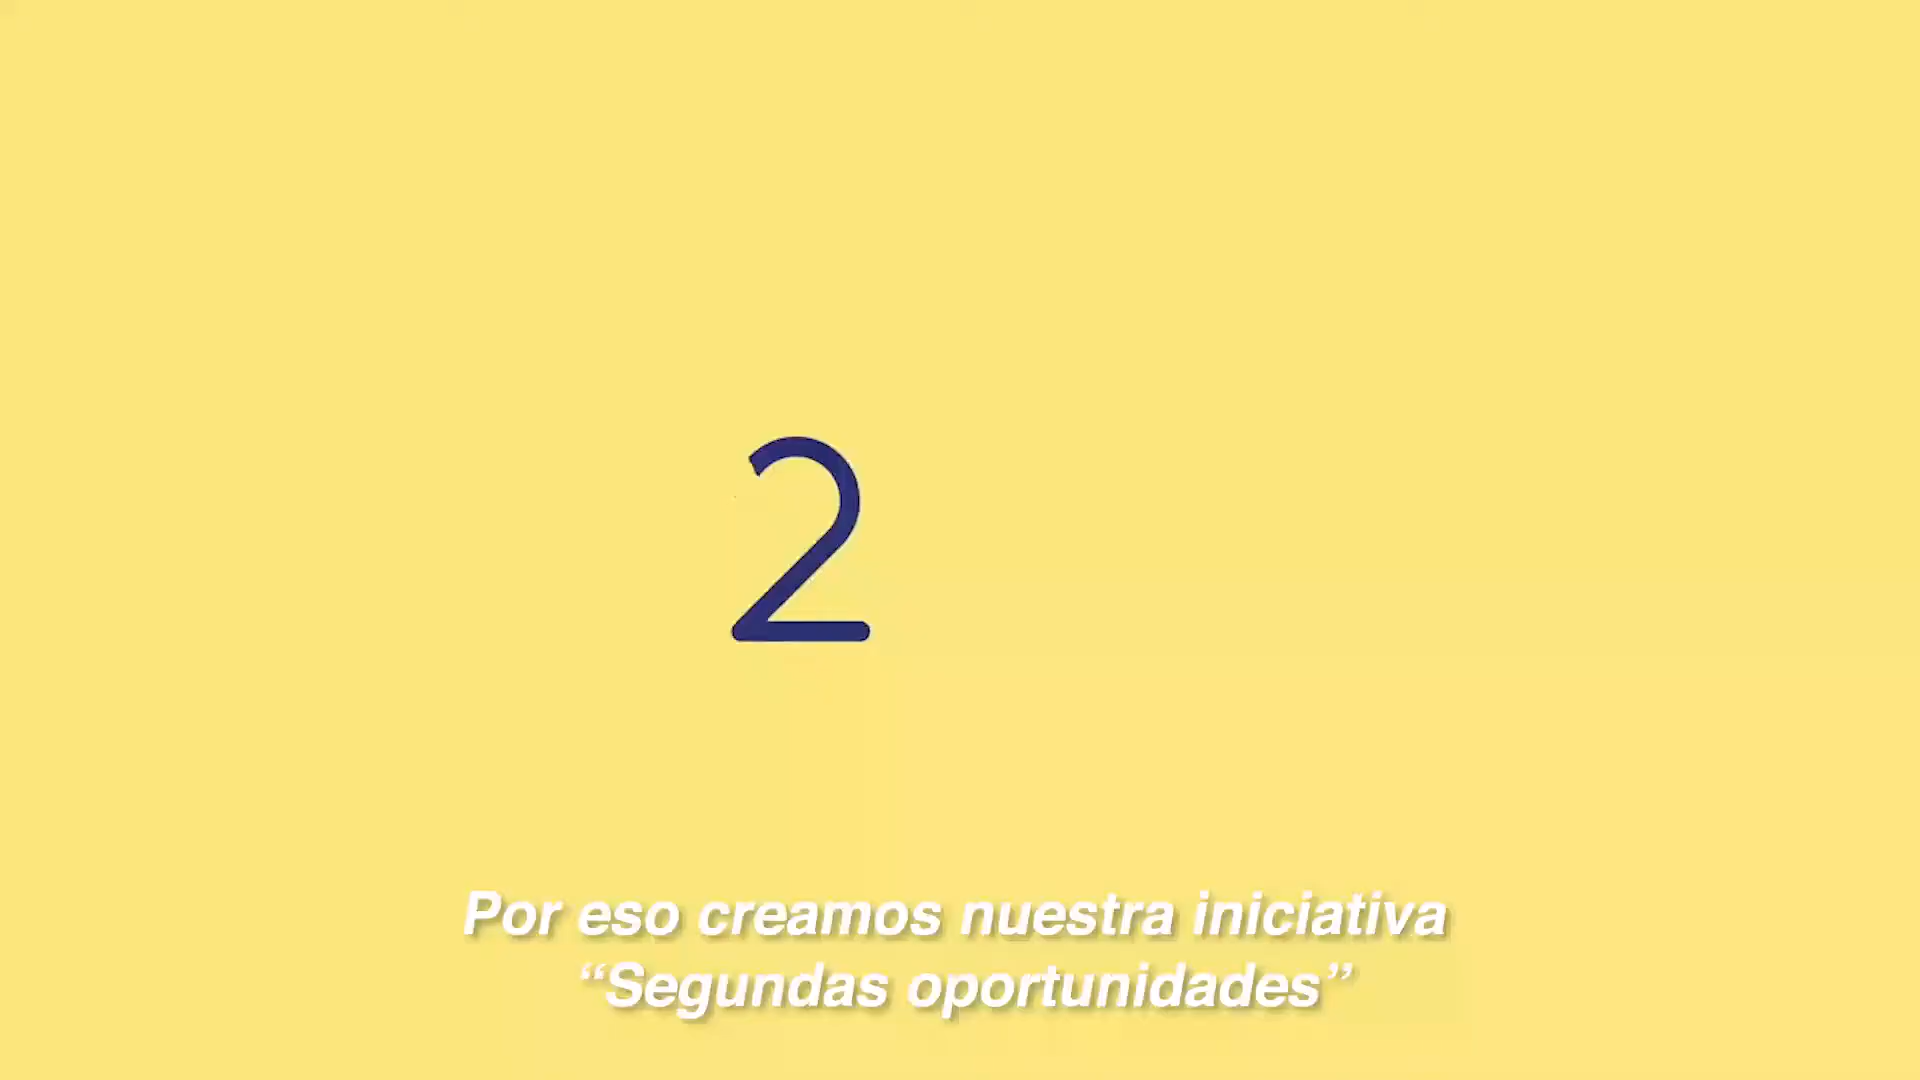 2
Por eso creamos nuestra iniciativa
“Segundas oportunidades”